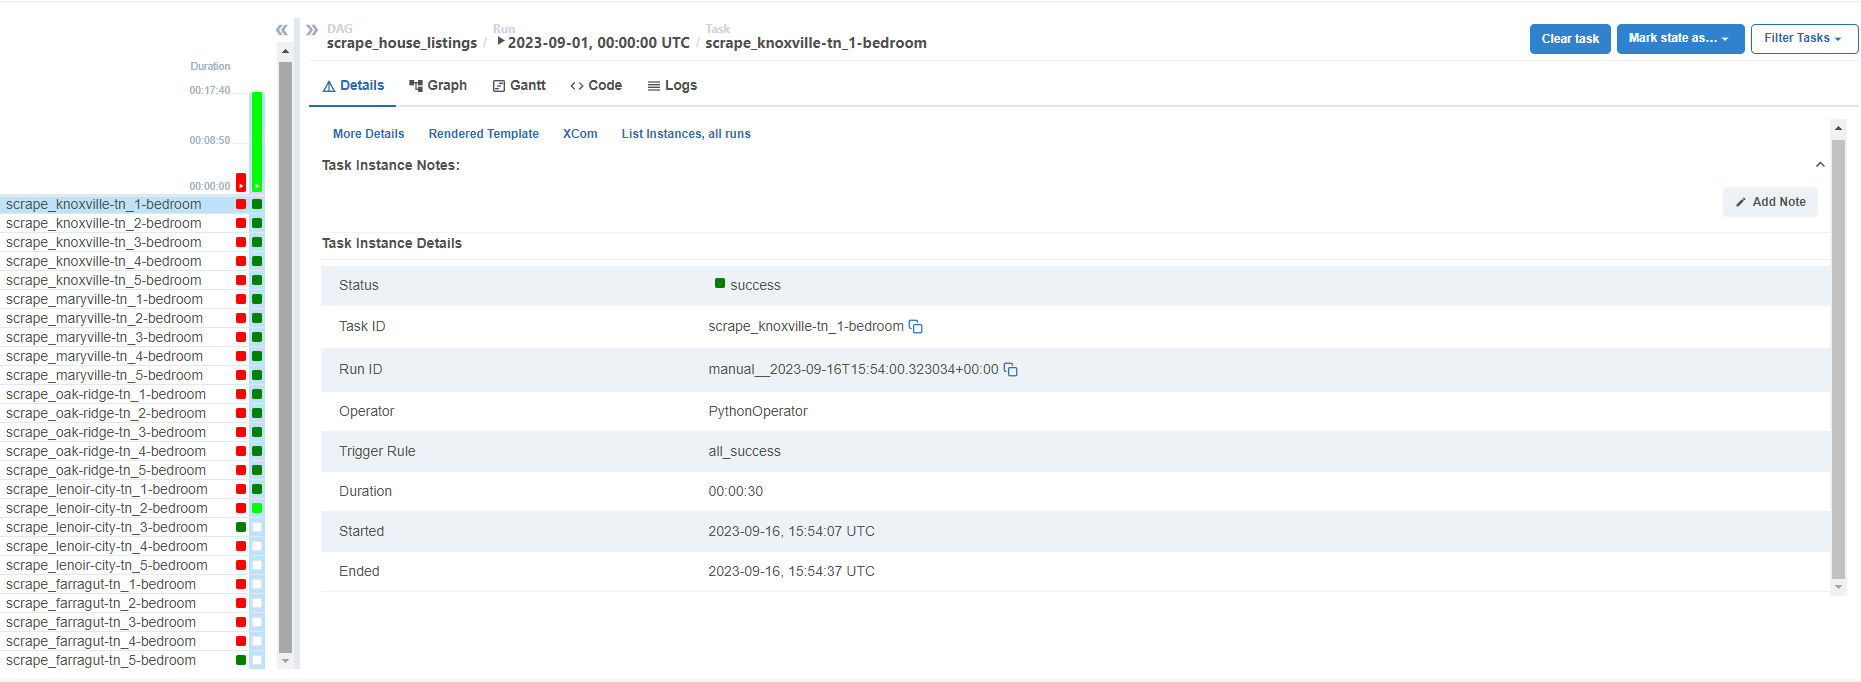 DAG
scrape_house_listings
/
Run
2023-09-01, 00:00:00 UTC
/
Task
scrape_knoxville-tn_1-bedroom
Clear task
Mark state as...
Filter Tasks
Duration
00:17:40
00:08:50
00:00:00
scrape_knoxville-tn_1-bedroom
scrape_knoxville-tn_2-bedroom
scrape_knoxville-tn_3-bedroom
scrape_knoxville-tn_4-bedroom
scrape_knoxville-tn_5-bedroom
scrape_maryville-tn_1-bedroom
scrape_maryville-tn_2-bedroom
scrape_maryville-tn_3-bedroom
scrape_maryville-tn_4-bedroom
scrape_maryville-tn_5-bedroom
scrape_oak-ridge-tn_1-bedroom
scrape_oak-ridge-tn_2-bedroom
scrape_oak-ridge-tn_3-bedroom
scrape_oak-ridge-tn_4-bedroom
scrape_oak-ridge-tn_5-bedroom
scrape_lenoir-city-tn_1-bedroom
scrape_lenoir-city-tn_2-bedroom
scrape_lenoir-city-tn_3-bedroom
scrape_lenoir-city-tn_4-bedroom
scrape_lenoir-city-tn_5-bedroom
scrape_farragut-tn_1-bedroom
scrape_farragut-tn_2-bedroom
scrape_farragut-tn_3-bedroom
scrape_farragut-tn_4-bedroom
scrape_farragut-tn_5-bedroom
Details Graph Gantt Code Logs
More Details Rendered Template XCom List Instances, all runs
Task Instance Notes:
Add Note
Task Instance Details
Status success
Task ID scrape_knoxville-tn_1-bedroom
Run ID manual__2023-09-16T15:54:00.323034+00:00
Operator PythonOperator
Trigger Rule all_success
Duration 00:00:30
Started 2023-09-16, 15:54:07 UTC
Ended 2023-09-16, 15:54:37 UTC